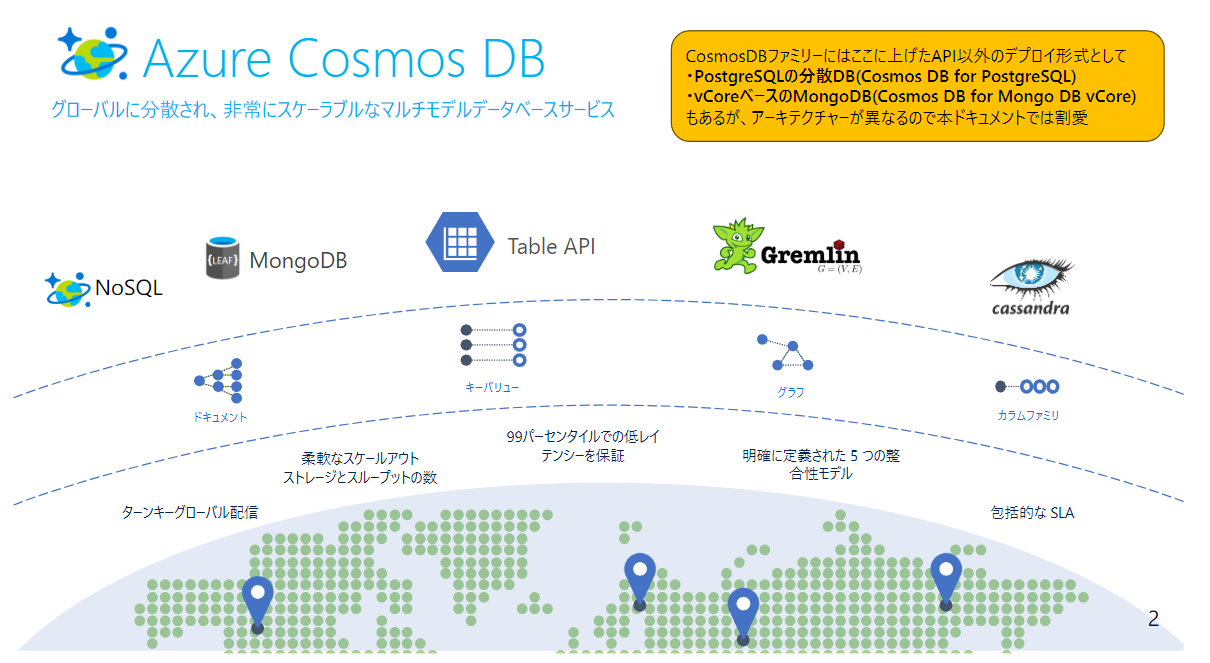 Azure Cosmos DB
グローバルに分散され、非常にスケーラブルなマルチモデルデータベースサービス
CosmosDBファミリーにはここに上げたAPI以外のデプロイ形式として
・PostgreSQLの分散DB(Cosmos DB for PostgreSQL)
・vCoreベースのMongoDB(Cosmos DB for Mongo DB vCore)
もあるが、アーキテクチャーが異なるので本ドキュメントでは割愛
NoSQL
{LEAF}
MongoDB
Table API
Gremlin
G = (V, E)
cassandra
ドキュメント
キーバリュー
グラフ
カラムファミリ
ターンキーグローバル配信
柔軟なスケールアウト
ストレージとスループットの数
99パーセンタイルでの低レイ
テンシーを保証
明確に定義された 5 つの整
合性モデル
包括的な SLA
2